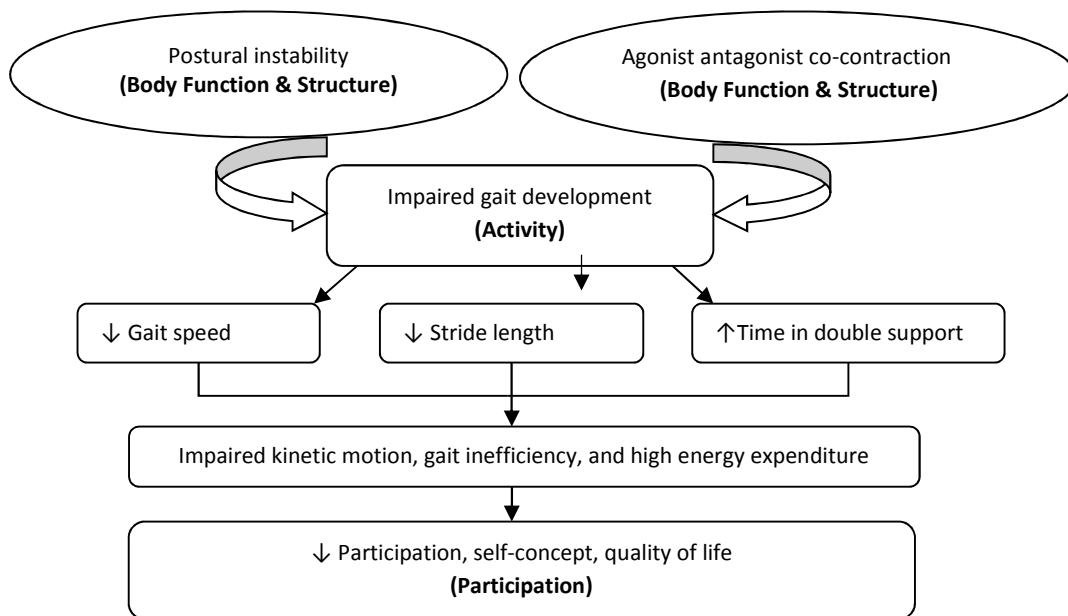 Postural instability
(Body Function & Structure)
Agonist antagonist co-contraction
(Body Function & Structure)
Impaired gait development
(Activity)
↓ Gait speed
↓ Stride length
↑Time in double support
Impaired kinetic motion, gait inefficiency, and high energy expenditure
↓ Participation, self-concept, quality of life
(Participation)